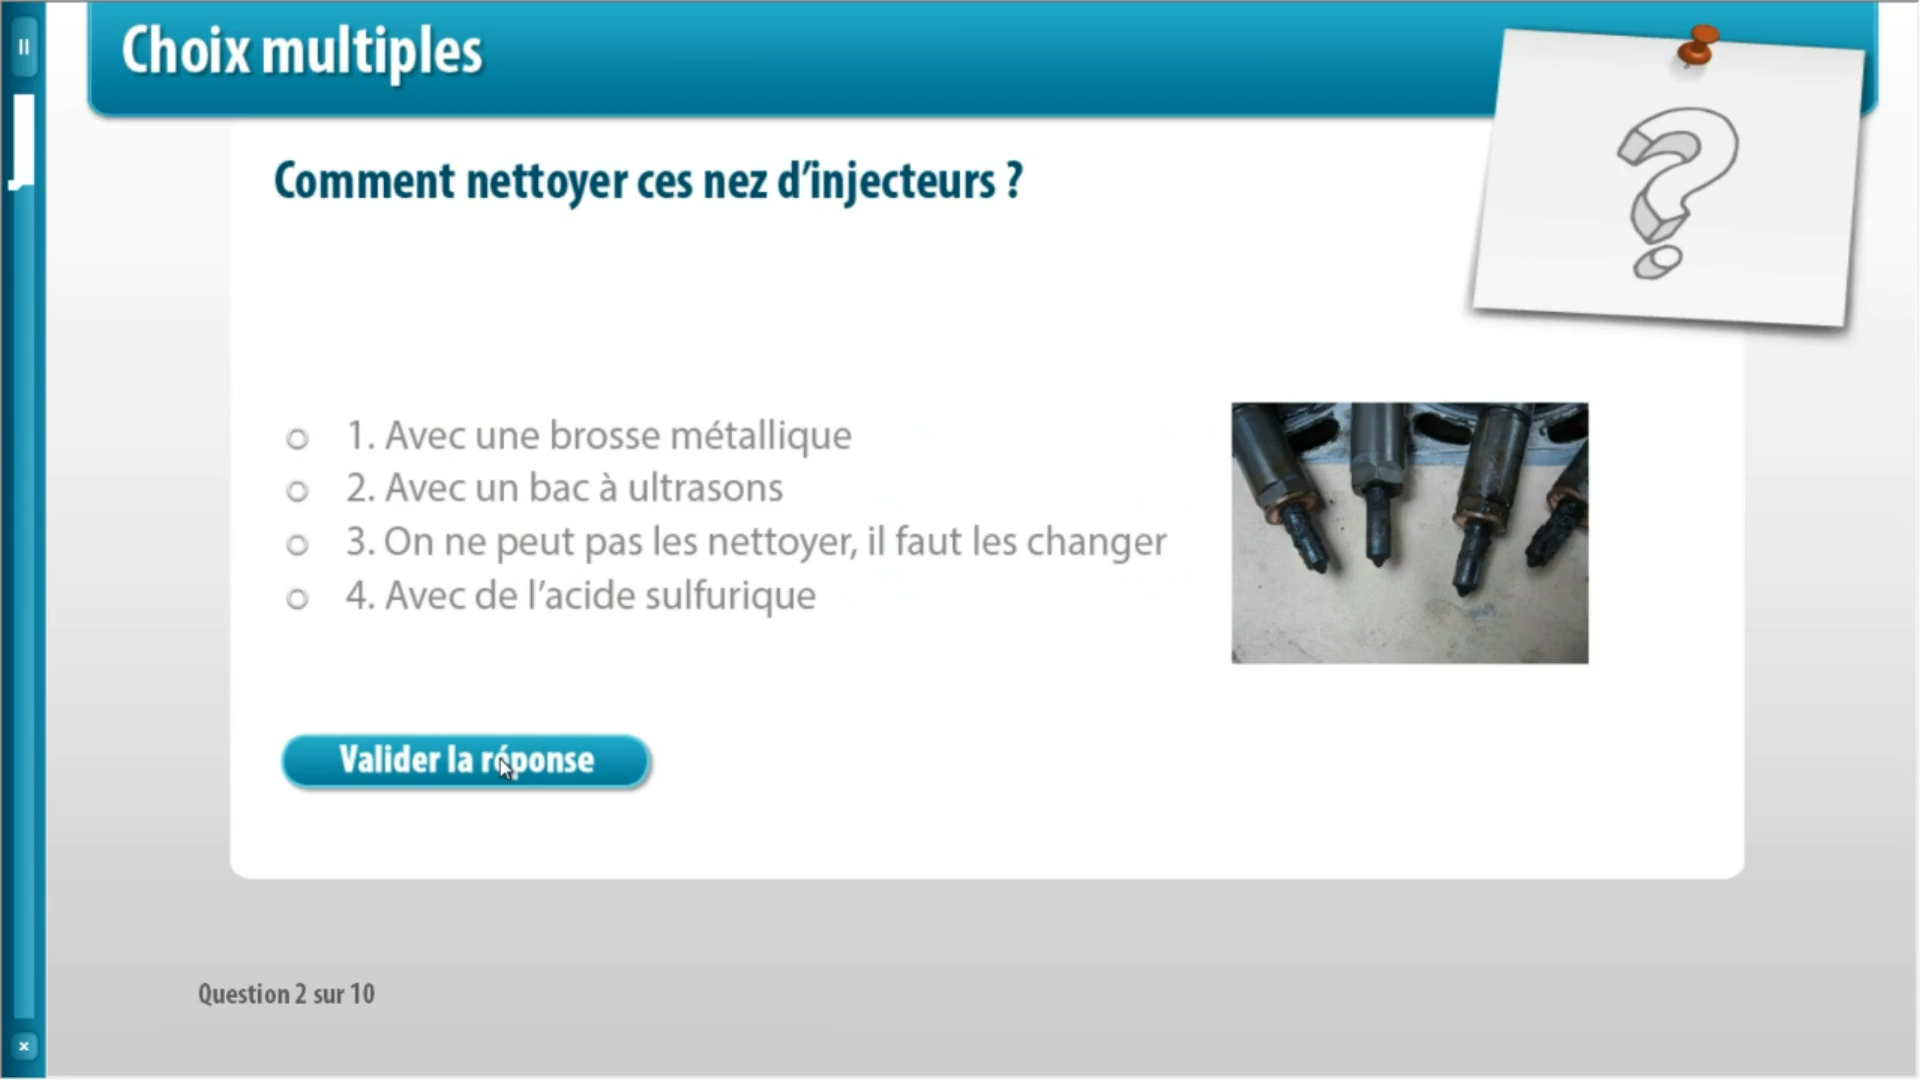 Choix multiples
Comment nettoyer ces nez d’injecteurs ?
1. Avec une brosse métallique
2. Avec un bac à ultrasons
3. On ne peut pas les nettoyer, il faut les changer
4. Avec de l’acide sulfurique
Valider la réponse
Question 2 sur 10